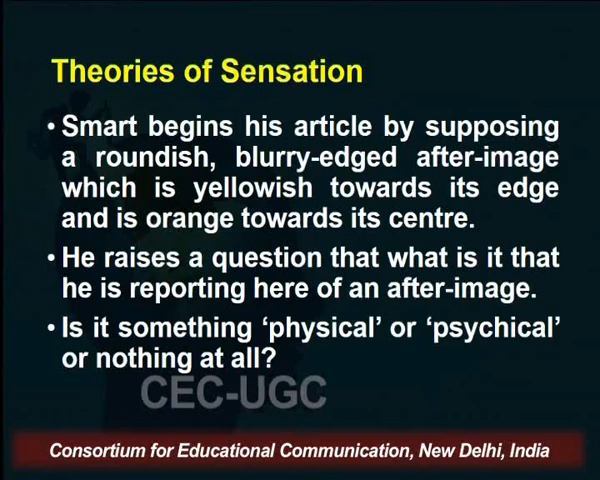 Theories of Sensation
• Smart begins his article by supposing
a roundish, blurry-edged after-image
which is yellowish towards its edge
and is orange towards its centre.
• He raises a question that what is it that
he is reporting here of an after-image.
• Is it something ‘physical’ or ‘psychical’
or nothing at all?
CEC-UGC
Consortium for Educational Communication, New Delhi, India